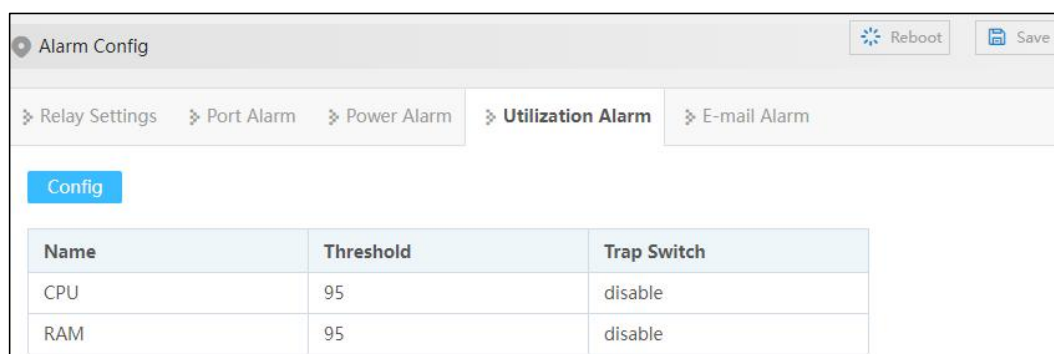 Alarm Config Reboot Save
Relay Settings Port Alarm Power Alarm Utilization Alarm E-mail Alarm
Config
Name Threshold Trap Switch
CPU 95 disable
RAM 95 disable